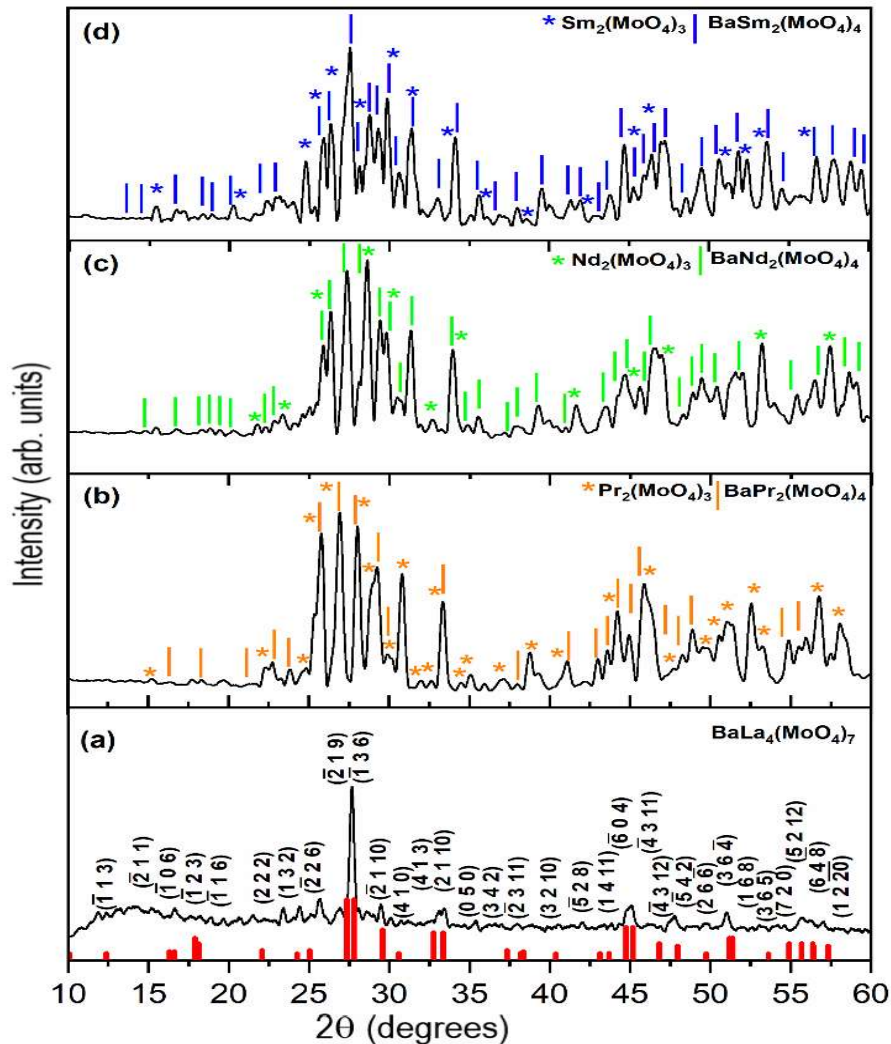 (d)
* Sm₂(MoO₄)₃ | BaSm₂(MoO₄)₄
(c)
* Nd₂(MoO₄)₃ | BaNd₂(MoO₄)₄
(b)
* Pr₂(MoO₄)₃ | BaPr₂(MoO₄)₄
(a)
BaLa₄(MoO₄)₇
(1̅ 1 3)
(2̅ 1 1)
(1̅ 0 6)
(1̅ 2 3)
(1̅ 1 6)
(2 2 2)
(1 3 2)
(2̅ 2 6)
(2̅ 1 9)
(1̅ 3 6)
(2̅ 1 10)
(4 1 0)
(4 1 3)
(2 1 10)
(0 5 0)
(3 4 2)
(2 3 11)
(3 2 10)
(5̅ 2 8)
(1 4 11)
(6̅ 0 4)
(4̅ 3 11)
(4̅ 3 12)
(5 4 2)
(2 6 6)
(3 6 4̅)
(1 6 8)
(3 6 5)
(7 2 0)
(5̅ 2 12)
(6 4 8)
(1 2 20)
Intensity (arb. units)
10 15 20 25 30 35 40 45 50 55 60
2θ (degrees)